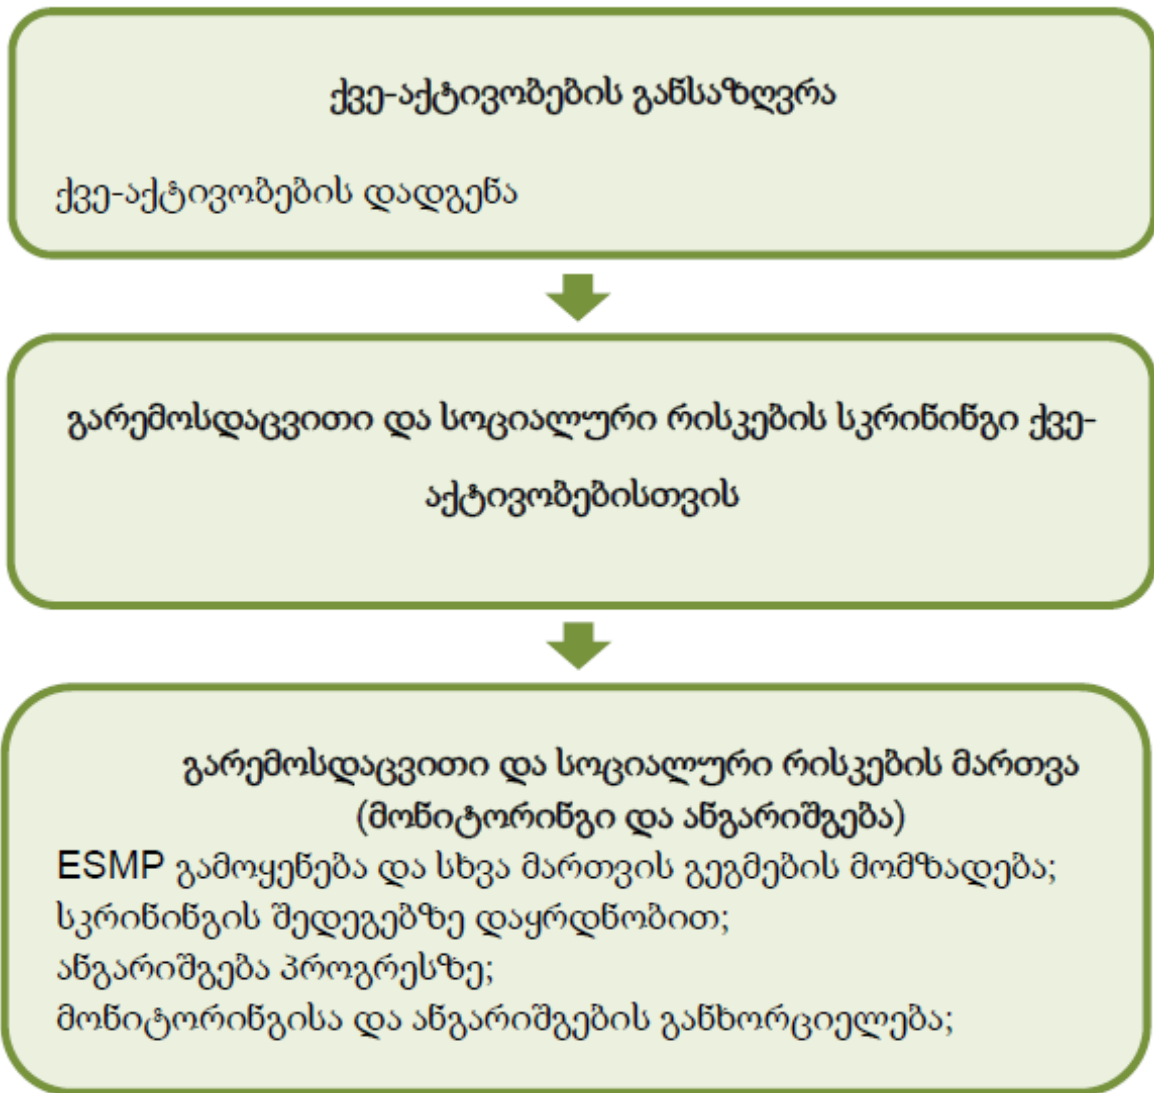 ქვე-აქტივობების განსაზღვრა
ქვე-აქტივობების დადგენა
გარემოსდაცვითი და სოციალური რისკების სკრინინგი ქვე-
აქტივობებისთვის
გარემოსდაცვითი და სოციალური რისკების მართვა
(მონიტორინგი და ანგარიშგება)
ESMP გამოყენება და სხვა მართვის გეგმების მომზადება;
სკრინინგის შედეგებზე დაყრდნობით;
ანგარიშგება პროგრესზე;
მონიტორინგისა და ანგარიშგების განხორციელება;